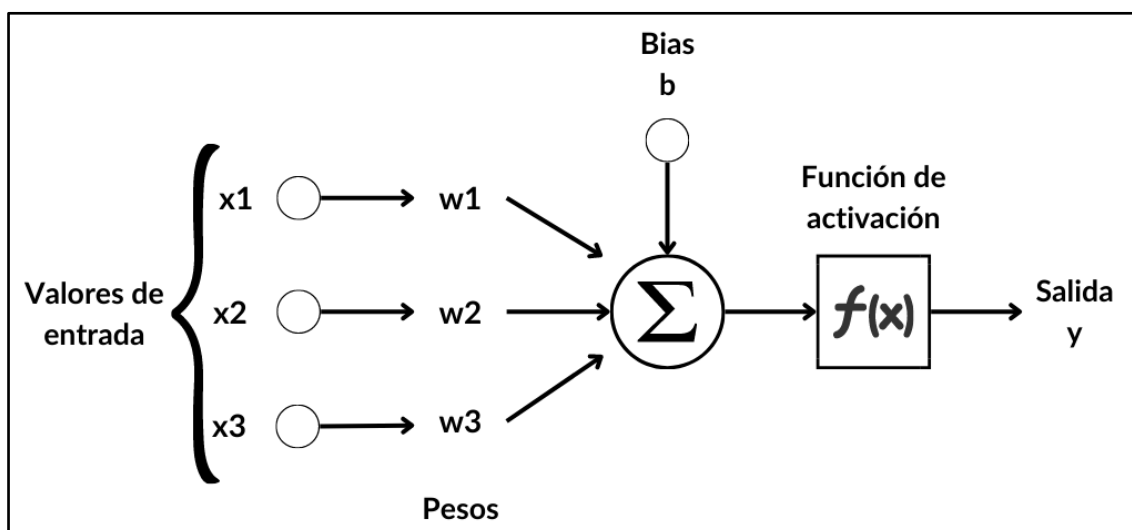 Bias
b
Función de
activación
x1
w1
Valores de
entrada
x2
w2
Σ
f(x)
Salida
y
x3
w3
Pesos